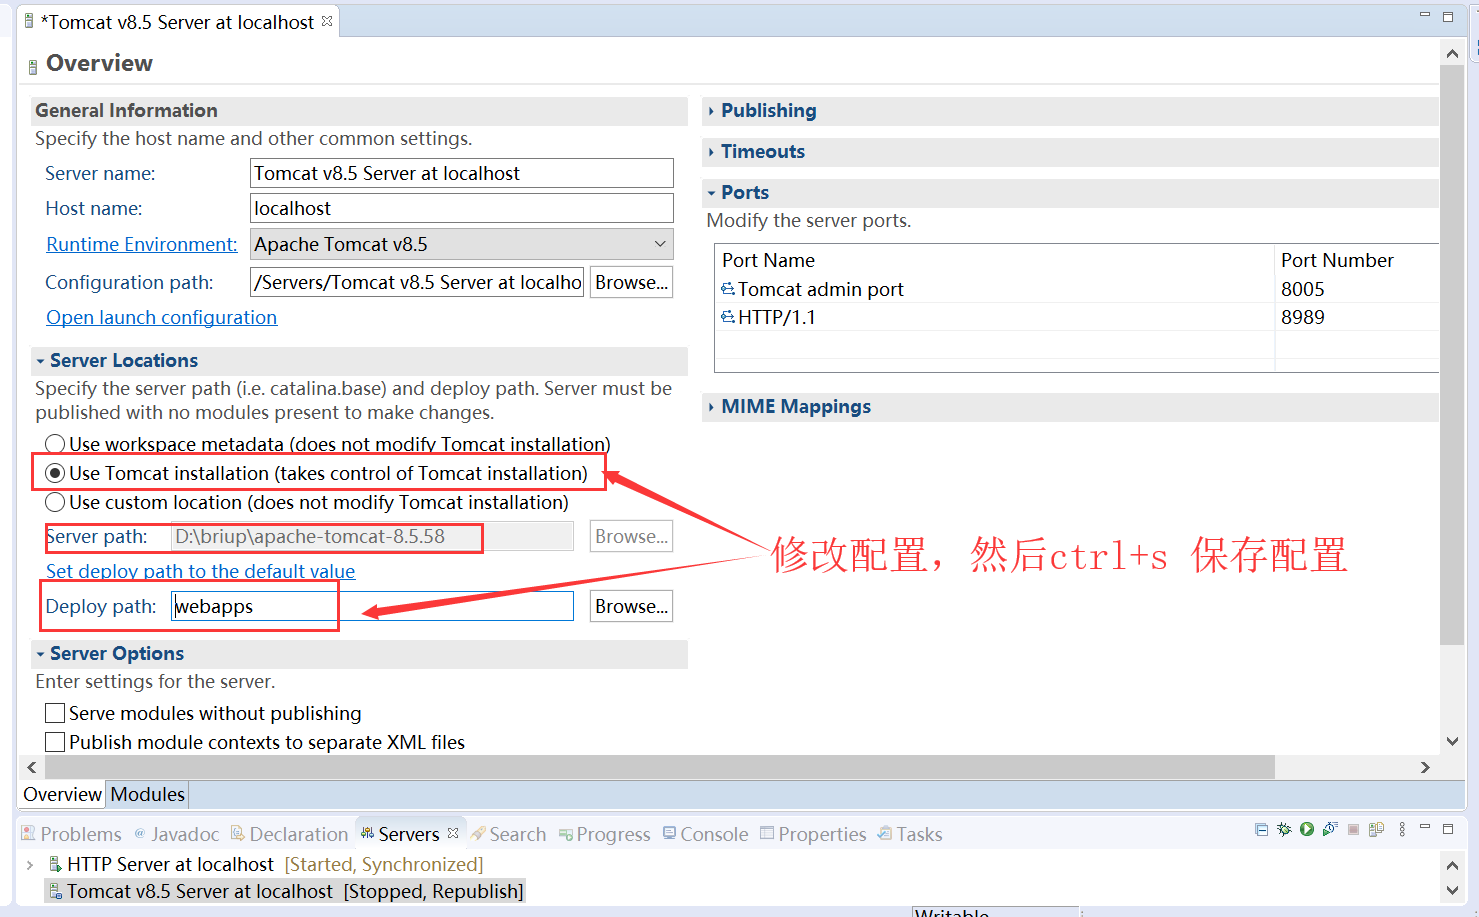 *Tomcat v8.5 Server at localhost
Overview
General Information
Specify the host name and other common settings.
Server name: Tomcat v8.5 Server at localhost
Host name: localhost
Runtime Environment: Apache Tomcat v8.5
Configuration path: /Servers/Tomcat v8.5 Server at localho Browse...
Open launch configuration
Server Locations
Specify the server path (i.e. catalina.base) and deploy path. Server must be
published with no modules present to make changes.
Use workspace metadata (does not modify Tomcat installation)
Use Tomcat installation (takes control of Tomcat installation)
Use custom location (does not modify Tomcat installation)
Server path: D:\briup\apache-tomcat-8.5.58 Browse...
Set deploy path to the default value
Deploy path: webapps Browse...
Server Options
Enter settings for the server.
Serve modules without publishing
Publish module contexts to separate XML files
Publishing
Timeouts
Ports
Modify the server ports.
Port Name Port Number
Tomcat admin port 8005
HTTP/1.1 8989
MIME Mappings
修改配置，然后ctrl+s 保存配置
Overview Modules
Problems @ Javadoc Declaration Servers Search Progress Console Properties Tasks
HTTP Server at localhost [Started, Synchronized]
Tomcat v8.5 Server at localhost [Stopped, Republish]
Writable